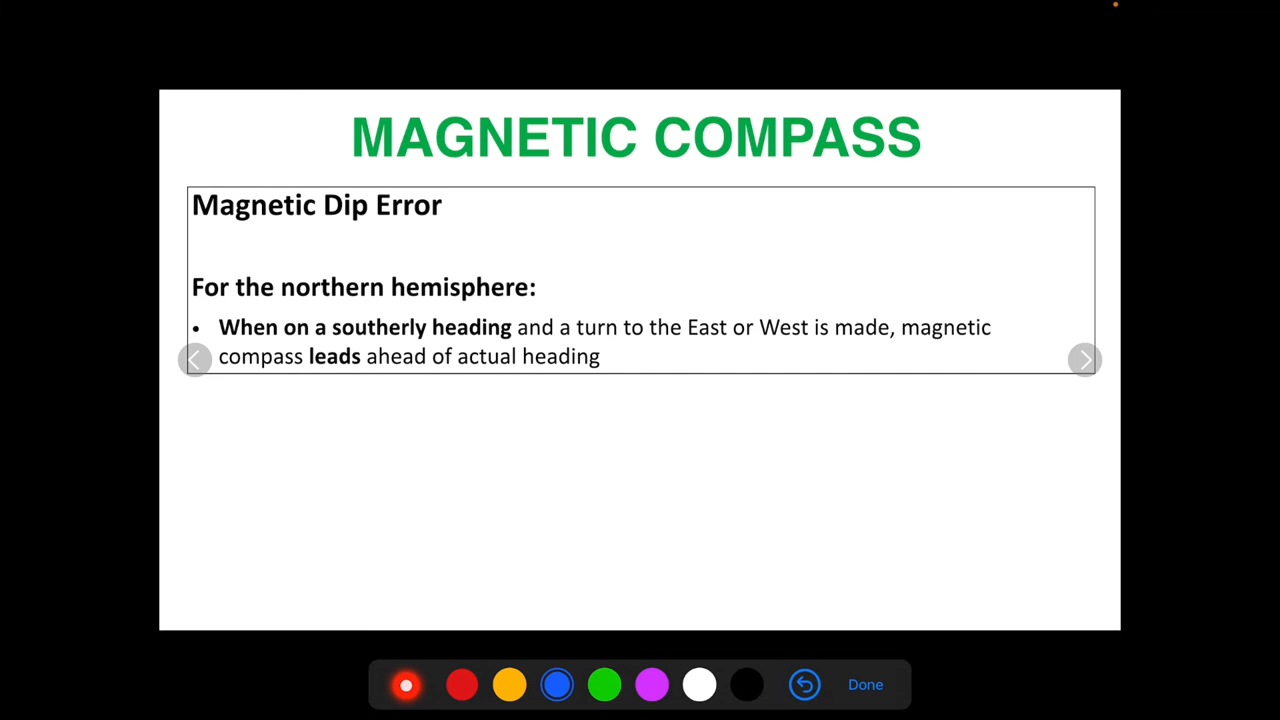 MAGNETIC COMPASS
Magnetic Dip Error
For the northern hemisphere:
• When on a southerly heading and a turn to the East or West is made, magnetic
compass leads ahead of actual heading
Done